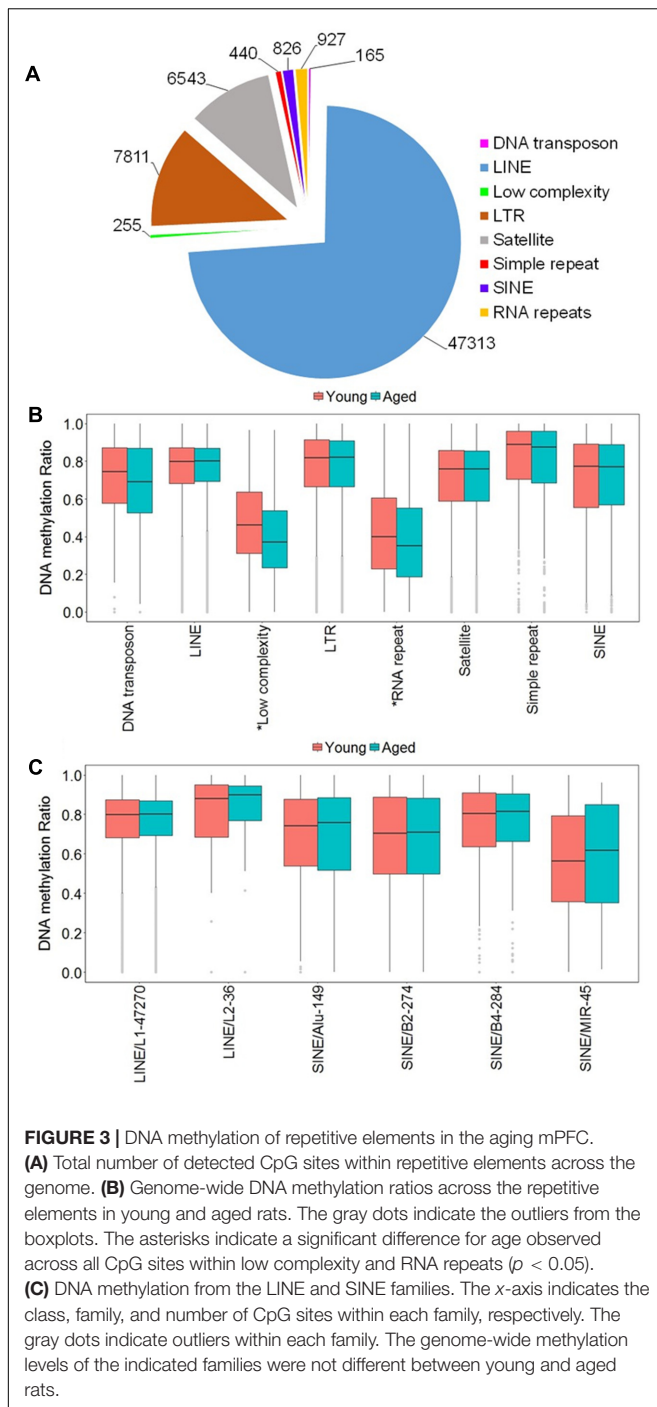 A
440
826
927
165
6543
7811
255
47313
DNA transposon
LINE
Low complexity
LTR
Satellite
Simple repeat
SINE
RNA repeats
B
Young
Aged
DNA methylation Ratio
1.0
0.8
0.6
0.4
0.2
0.0
DNA transposon
LINE
*Low complexity
LTR
*RNA repeat
Satellite
Simple repeat
SINE
C
Young
Aged
DNA methylation Ratio
1.0
0.8
0.6
0.4
0.2
0.0
LINE/L1-47270
LINE/L2-36
SINE/Alu-149
SINE/B2-274
SINE/B4-284
SINE/MIR-45
FIGURE 3 | DNA methylation of repetitive elements in the aging mPFC.
(A) Total number of detected CpG sites within repetitive elements across the
genome. (B) Genome-wide DNA methylation ratios across the repetitive
elements in young and aged rats. The gray dots indicate the outliers from the
boxplots. The asterisks indicate a significant difference for age observed
across all CpG sites within low complexity and RNA repeats (p < 0.05).
(C) DNA methylation from the LINE and SINE families. The x-axis indicates the
class, family, and number of CpG sites within each family, respectively. The
gray dots indicate outliers within each family. The genome-wide methylation
levels of the indicated families were not different between young and aged
rats.